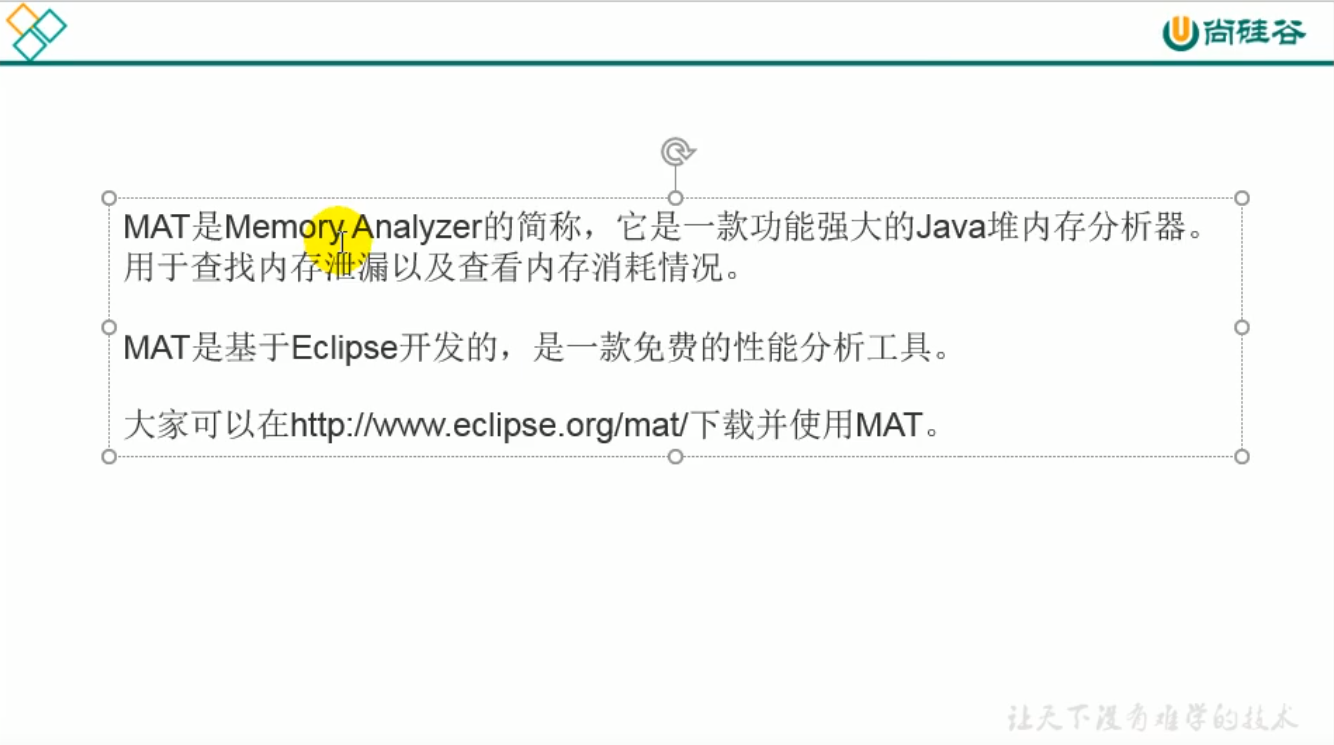 尚硅谷
MAT是Memory Analyzer的简称，它是一款功能强大的Java堆内存分析器。
用于查找内存泄漏以及查看内存消耗情况。
MAT是基于Eclipse开发的，是一款免费的性能分析工具。
大家可以在http://www.eclipse.org/mat/下载并使用MAT。
让天下没有难学的技术